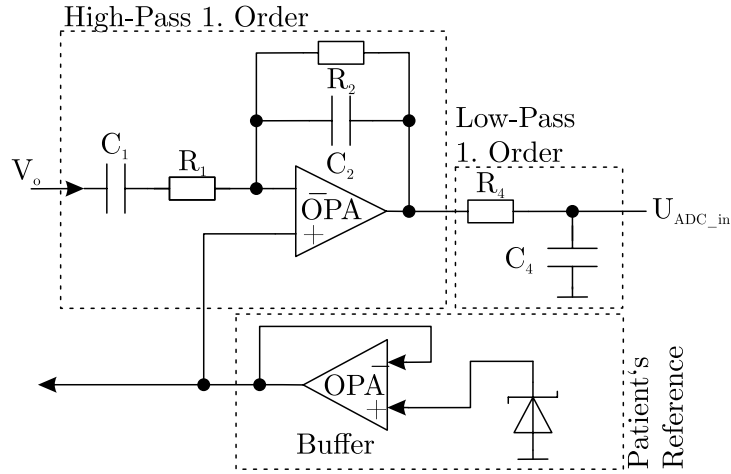 High-Pass 1. Order
R₂
C₂
C₁
R₁
Vₒ
OPA
−
+
Low-Pass
1. Order
R₄
C₄
U_ADC_in
OPA
−
+
Buffer
Patient‘s
Reference